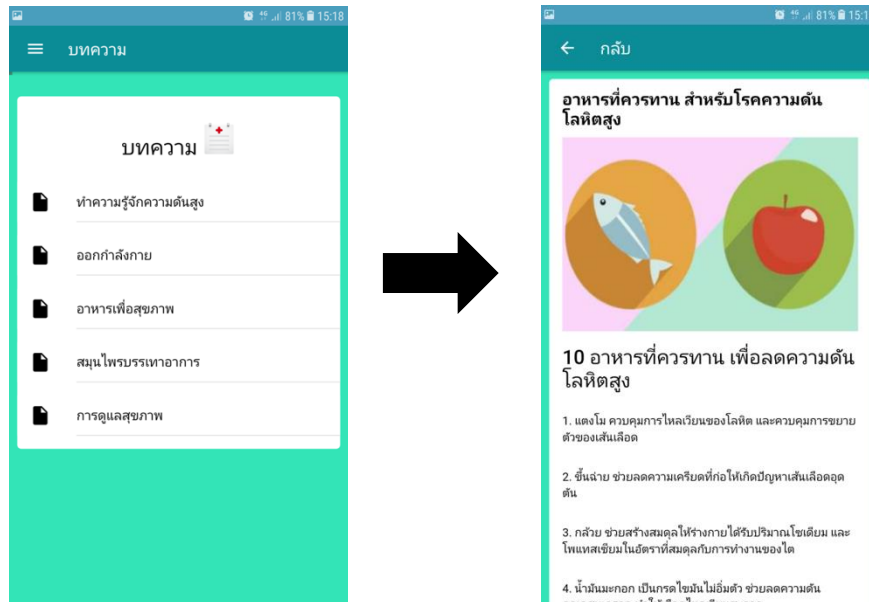 81% 15:18
บทความ
บทความ
ทำความรู้จักความดันสูง
ออกกำลังกาย
อาหารเพื่อสุขภาพ
สมุนไพรบรรเทาอาการ
การดูแลสุขภาพ
81% 15:1
กลับ
อาหารที่ควรทาน สำหรับโรคความดัน
โลหิตสูง
10 อาหารที่ควรทาน เพื่อลดความดัน
โลหิตสูง
1. แตงโม ควบคุมการไหลเวียนของโลหิต และควบคุมการขยาย
ตัวของเส้นเลือด
2. ขึ้นฉ่าย ช่วยลดความเครียดที่ก่อให้เกิดปัญหาเส้นเลือดอุด
ตัน
3. กล้วย ช่วยสร้างสมดุลให้ร่างกายได้รับปริมาณโซเดียม และ
โพแทสเซียมในอัตราที่สมดุลกับการทำงานของไต
4. น้ำมันมะกอก เป็นกรดไขมันไม่อิ่มตัว ช่วยลดความดัน